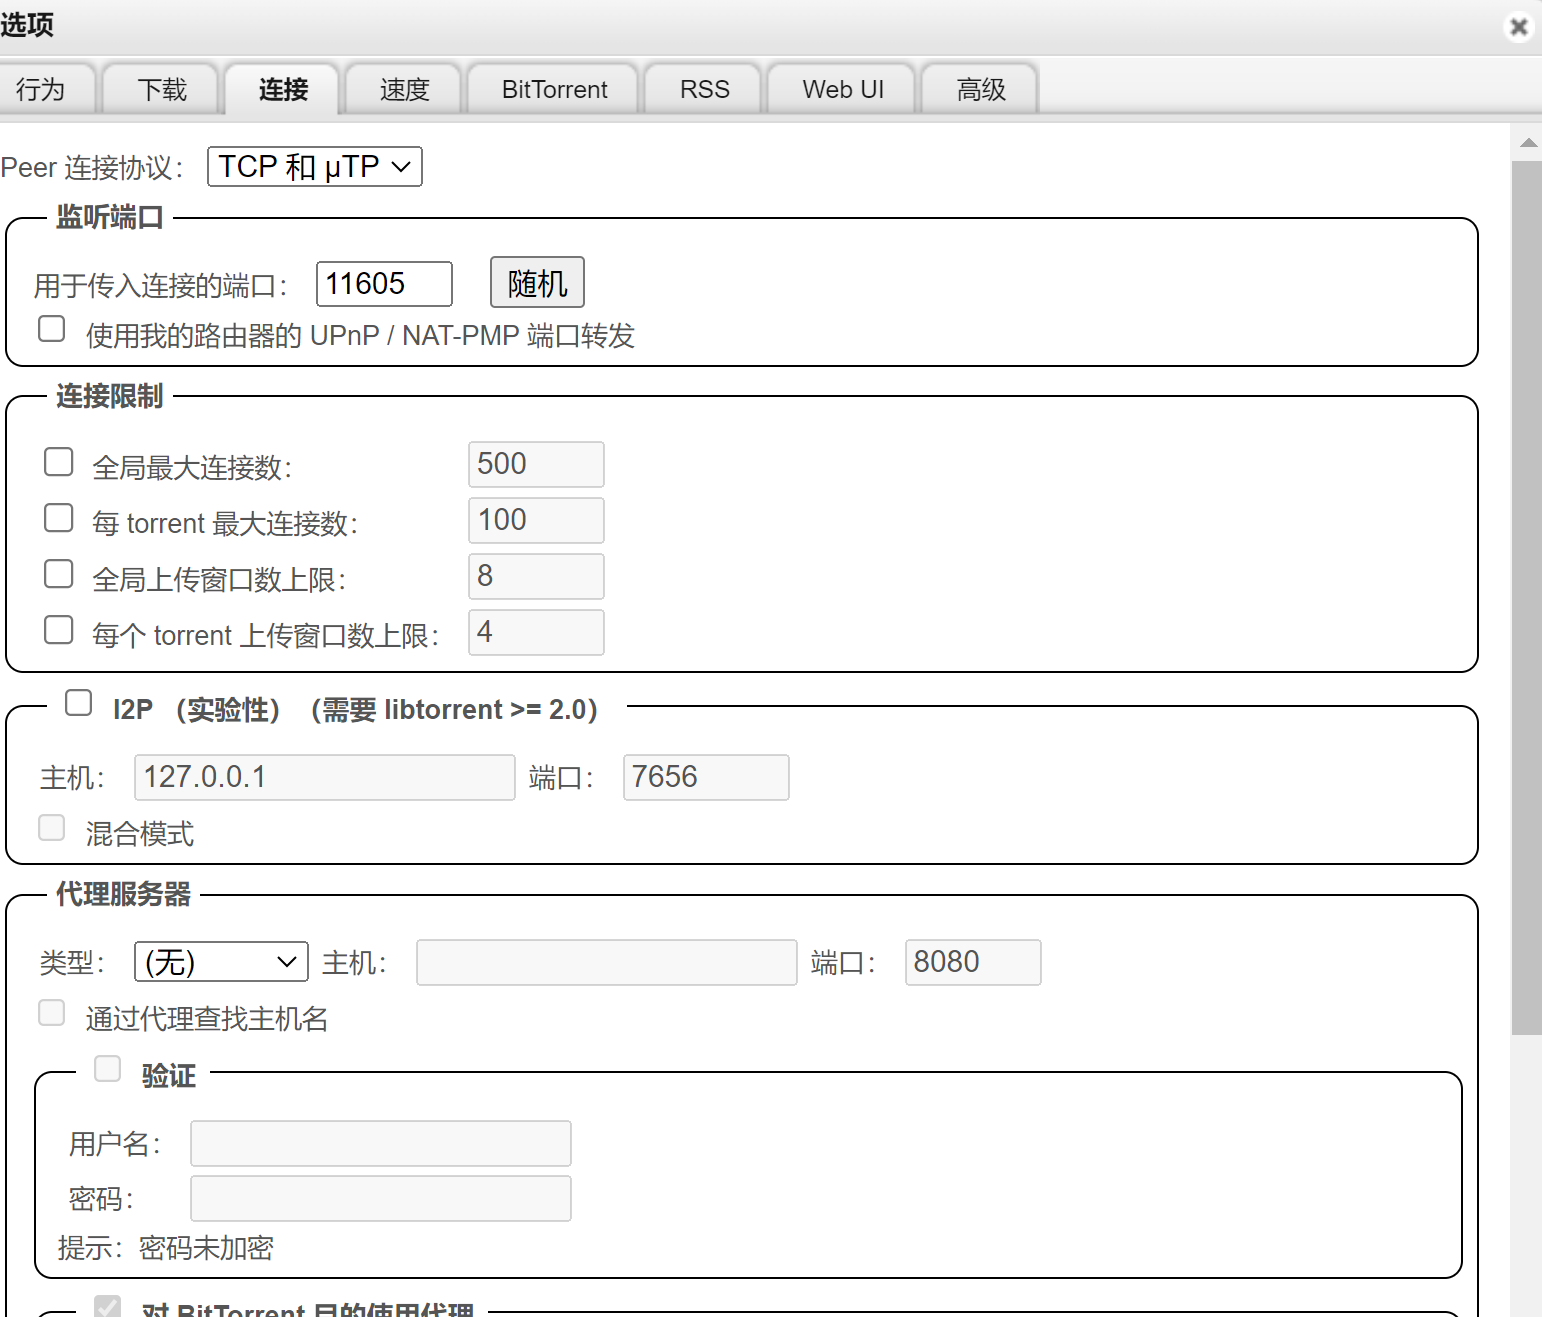 选项
行为 下载 连接 速度 BitTorrent RSS Web UI 高级
Peer 连接协议： TCP 和 μTP
监听端口
用于传入连接的端口： 11605 随机
使用我的路由器的 UPnP / NAT-PMP 端口转发
连接限制
全局最大连接数： 500
每 torrent 最大连接数： 100
全局上传窗口数上限： 8
每个 torrent 上传窗口数上限： 4
I2P （实验性）（需要 libtorrent >= 2.0）
主机： 127.0.0.1 端口： 7656
混合模式
代理服务器
类型： (无) 主机： 端口： 8080
通过代理查找主机名
验证
用户名：
密码：
提示：密码未加密
对 BitTorrent 目的使用代理